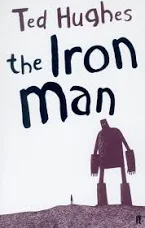 Ted Hughes
the Iron
man
ff